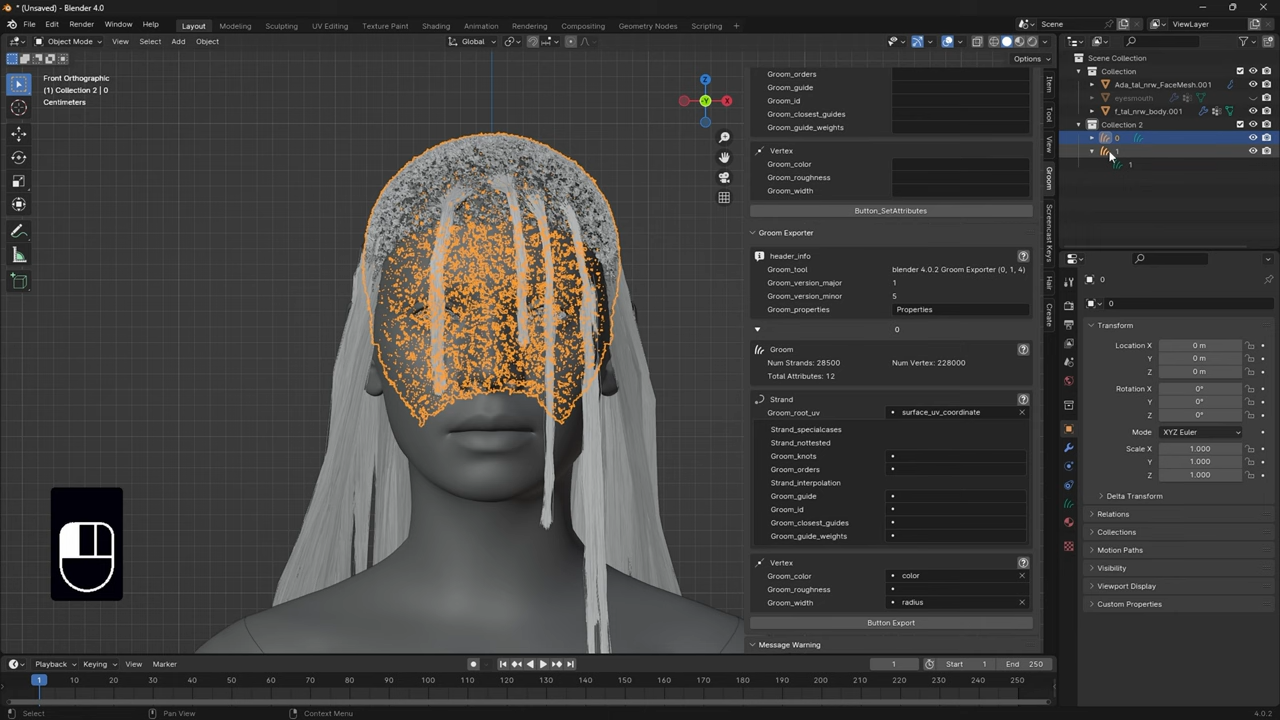 * (Unsaved) - Blender 4.0
File Edit Render Window Help
Layout Modeling Sculpting UV Editing Texture Paint Shading Animation Rendering Compositing Geometry Nodes Scripting +
Scene
ViewLayer
Object Mode View Select Add Object
Global
Options
Front Orthographic
(1) Collection 2 | 0
Centimeters
X
Y
Z
Groom_orders
Groom_guide
Groom_id
Groom_closest_guides
Groom_guide_weights
Vertex
Groom_color
Groom_roughness
Groom_width
Button_SetAttributes
Groom Exporter
header_info
Groom_tool blender 4.0.2 Groom Exporter (0, 1, 4)
Groom_version_major 1
Groom_version_minor 5
Groom_properties Properties
0
Groom
Num Strands: 28500 Num Vertex: 228000
Total Attributes: 12
Strand
Groom_root_uv surface_uv_coordinate
Strand_specialcases
Strand_nottested
Groom_knots
Groom_orders
Strand_interpolation
Groom_guide
Groom_id
Groom_closest_guides
Groom_guide_weights
Vertex
Groom_color color
Groom_roughness
Groom_width radius
Button Export
Message Warning
Item
Tool
View
Groom
Screencast Keys
Hair
Create
Scene Collection
Collection
Ada_tal_nrw_FaceMesh.001
eyesmouth
f_tal_nrw_body.001
Collection 2
0
1
1
0
0
Transform
Location X 0 m
Y 0 m
Z 0 m
Rotation X 0°
Y 0°
Z 0°
Mode XYZ Euler
Scale X 1.000
Y 1.000
Z 1.000
Delta Transform
Relations
Collections
Motion Paths
Visibility
Viewport Display
Custom Properties
Playback Keying View Marker
1 Start 1 End 250
1 10 20 30 40 50 60 70 80 90 100 110 120 130 140 150 160 170 180 190 200 210 220 230 240 250
Select Pan View Context Menu
4.0.2